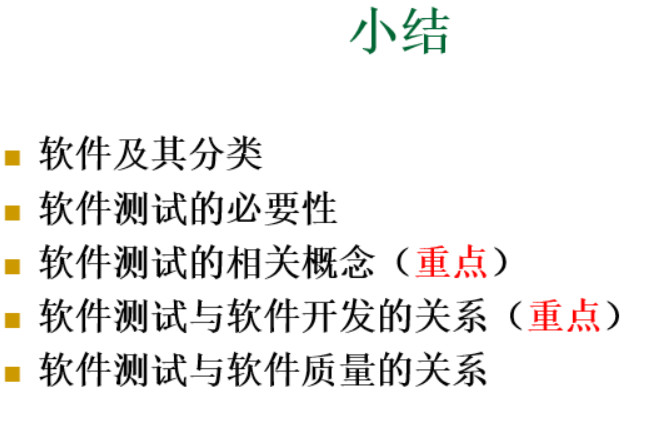 小结
软件及其分类
软件测试的必要性
软件测试的相关概念（重点）
软件测试与软件开发的关系（重点）
软件测试与软件质量的关系